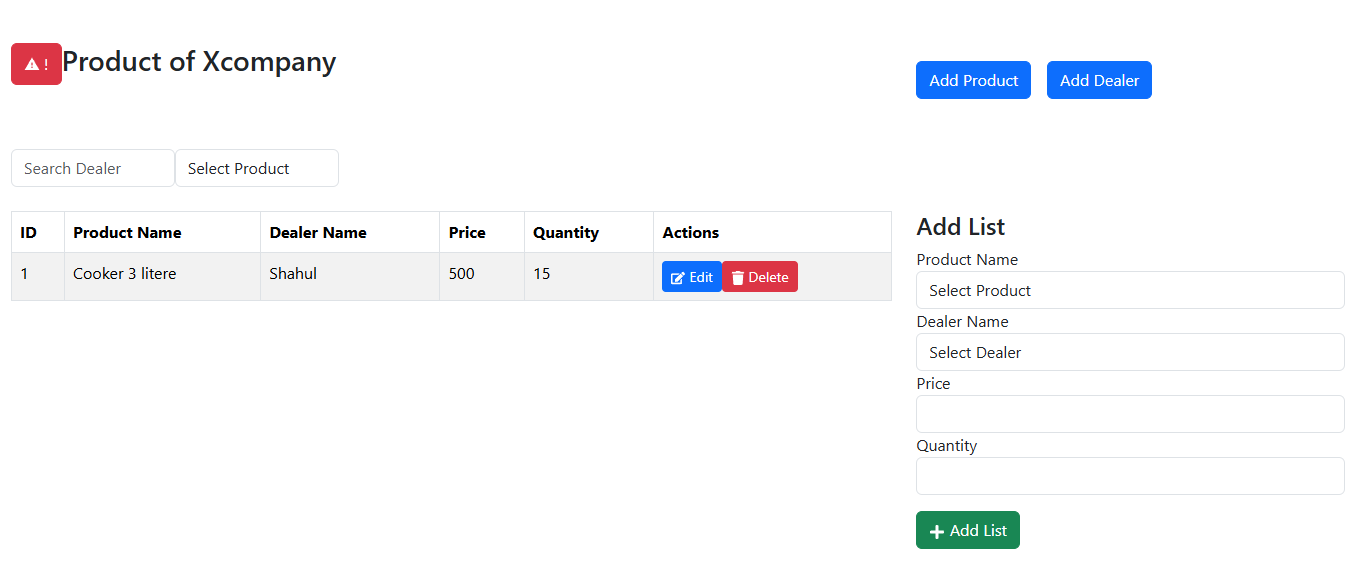 ! Product of Xcompany
Add Product Add Dealer
Search Dealer Select Product
ID Product Name Dealer Name Price Quantity Actions
1 Cooker 3 litere Shahul 500 15 Edit Delete
Add List
Product Name
Select Product
Dealer Name
Select Dealer
Price
Quantity
Add List